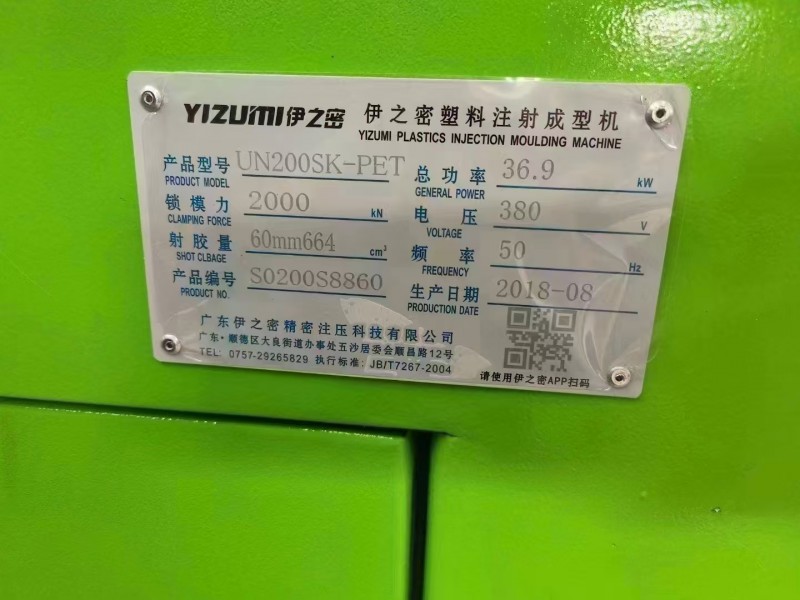 YIZUMI 伊之密 伊之密塑料注射成型机
YIZUMI PLASTICS INJECTION MOULDING MACHINE
产品型号 UN200SK-PET
PRODUCT MODEL
总功率 36.9 kW
GENERAL POWER
锁模力 2000 kN
CLAMPING FORCE
电压 380 V
VOLTAGE
射胶量 60mm664 cm³
SHOT CLBAGE
频率 50 Hz
FREQUENCY
产品编号 S0200S8860
PRODUCT NO.
生产日期 2018-08
PRODUCTION DATE
广东伊之密精密注压科技有限公司
广东·顺德区大良街道办事处五沙居委会顺昌路12号
TEL: 0757-29265829 执行标准: JB/T7267-2004
请使用伊之密APP扫码